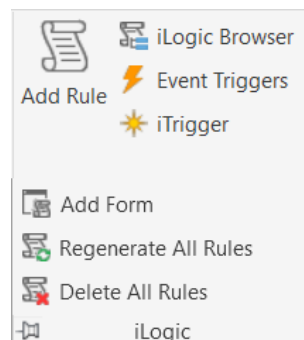 iLogic Browser
Add Rule
Event Triggers
iTrigger
Add Form
Regenerate All Rules
Delete All Rules
iLogic